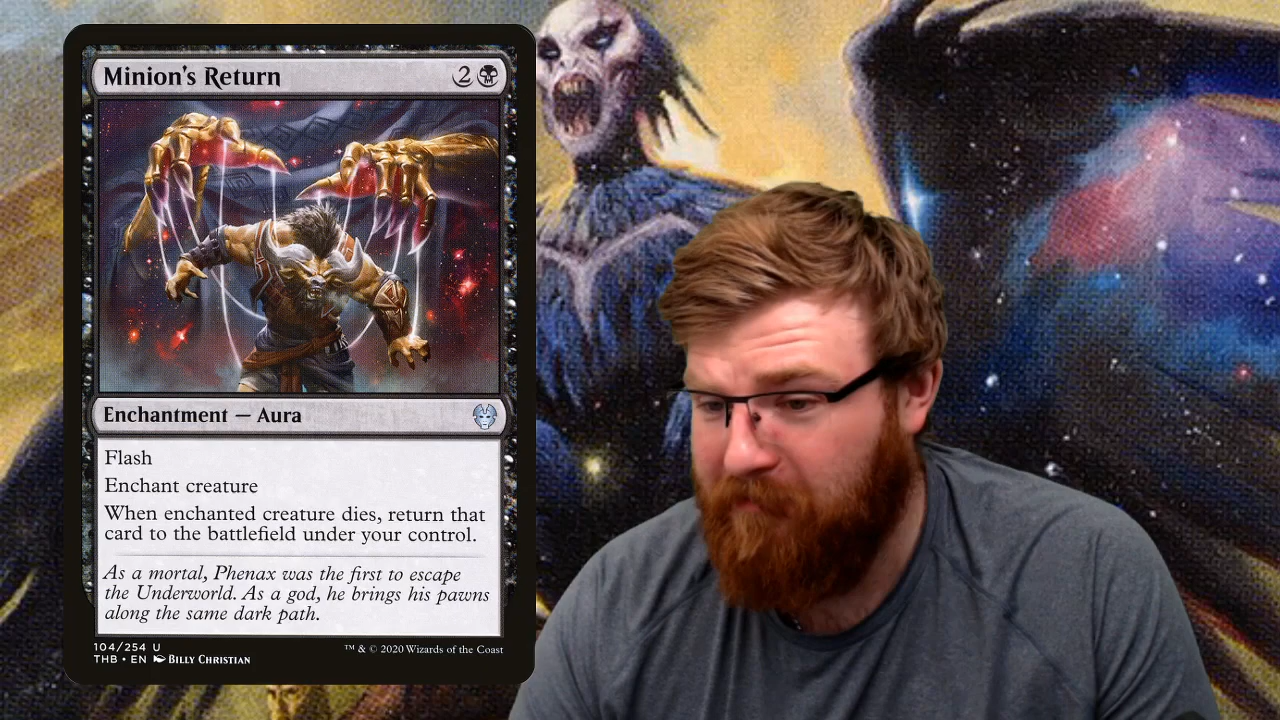 Minion's Return 2
Enchantment — Aura
Flash
Enchant creature
When enchanted creature dies, return that
card to the battlefield under your control.
As a mortal, Phenax was the first to escape
the Underworld. As a god, he brings his pawns
along the same dark path.
104/254 U
THB • EN Billy Christian
™ & © 2020 Wizards of the Coast